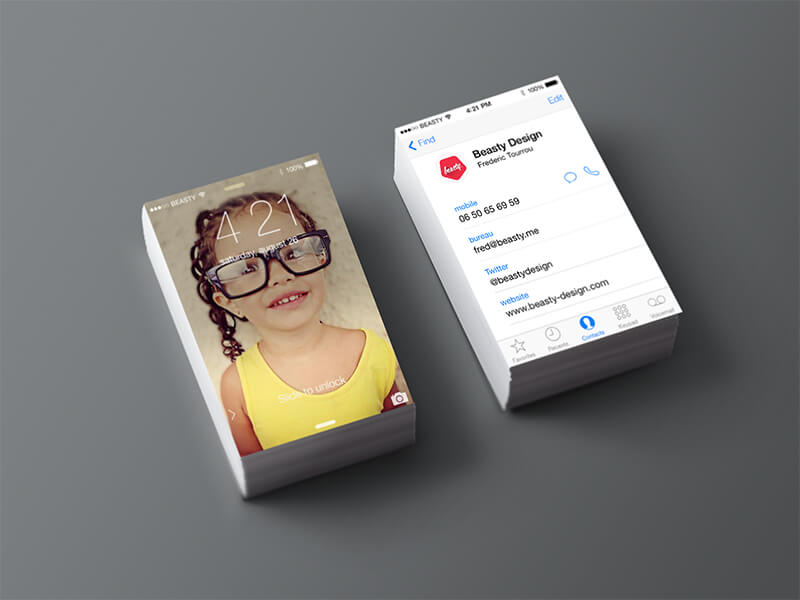 BEASTY 100%
4 21
saturday, august 28
Slide to unlock
BEASTY 4:21 PM 100%
Find Edit
beasty
Beasty Design
Frederic Tourrou
mobile
06 50 65 69 59
bureau
fred@beasty.me
Twitter
@beastydesign
website
www.beasty-design.com
Favorites Recents Contacts Keypad Voicemail